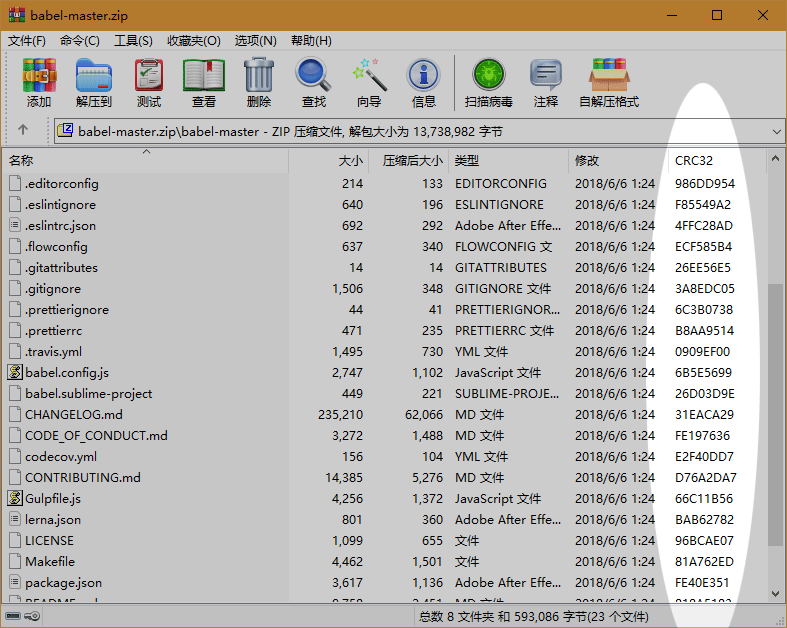 babel-master.zip
文件(F) 命令(C) 工具(S) 收藏夹(O) 选项(N) 帮助(H)
添加 解压到 测试 查看 删除 查找 向导 信息 扫描病毒 注释 自解压格式
babel-master.zip\babel-master - ZIP 压缩文件, 解包大小为 13,738,982 字节
名称 大小 压缩后大小 类型 修改 CRC32
.editorconfig 214 133 EDITORCONFIG 2018/6/6 1:24 986DD954
.eslintignore 640 196 ESLINTIGNORE 2018/6/6 1:24 F85549A2
.eslintrc.json 692 292 Adobe After Effe... 2018/6/6 1:24 4FFC28AD
.flowconfig 637 340 FLOWCONFIG 文 2018/6/6 1:24 ECF585B4
.gitattributes 14 14 GITATTRIBUTES 2018/6/6 1:24 26EE56E5
.gitignore 1,506 348 GITIGNORE 文件 2018/6/6 1:24 3A8EDC05
.prettierignore 44 41 PRETTIERIGNOR... 2018/6/6 1:24 6C3B0738
.prettierrc 471 235 PRETTIERRC 文件 2018/6/6 1:24 B8AA9514
.travis.yml 1,495 730 YML 文件 2018/6/6 1:24 0909EF00
babel.config.js 2,747 1,102 JavaScript 文件 2018/6/6 1:24 6B5E5699
babel.sublime-project 449 221 SUBLIME-PROJE... 2018/6/6 1:24 26D03D9E
CHANGELOG.md 235,210 62,066 MD 文件 2018/6/6 1:24 31EACA29
CODE_OF_CONDUCT.md 3,272 1,488 MD 文件 2018/6/6 1:24 FE197636
codecov.yml 156 104 YML 文件 2018/6/6 1:24 E2F40DD7
CONTRIBUTING.md 14,385 5,276 MD 文件 2018/6/6 1:24 D76A2DA7
Gulpfile.js 4,256 1,372 JavaScript 文件 2018/6/6 1:24 66C11B56
lerna.json 801 360 Adobe After Effe... 2018/6/6 1:24 BAB62782
LICENSE 1,099 655 文件 2018/6/6 1:24 96BCAE07
Makefile 4,462 1,501 文件 2018/6/6 1:24 81A762ED
package.json 3,617 1,136 Adobe After Effe... 2018/6/6 1:24 FE40E351
总数 8 文件夹 和 593,086 字节(23 个文件)